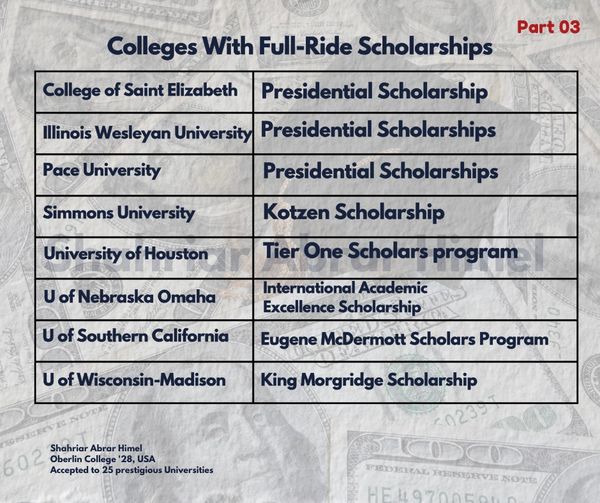 Part 03
Colleges With Full-Ride Scholarships
College of Saint Elizabeth Presidential Scholarship
Illinois Wesleyan University Presidential Scholarships
Pace University Presidential Scholarships
Simmons University Kotzen Scholarship
University of Houston Tier One Scholars program
Shahriar Abrar Himel
U of Nebraska Omaha International Academic
Excellence Scholarship
U of Southern California Eugene McDermott Scholars Program
U of Wisconsin-Madison King Morgridge Scholarship
Shahriar Abrar Himel
Oberlin College '28, USA
Accepted to 25 prestigious Universities
FEDERAL RESERVE NOTE